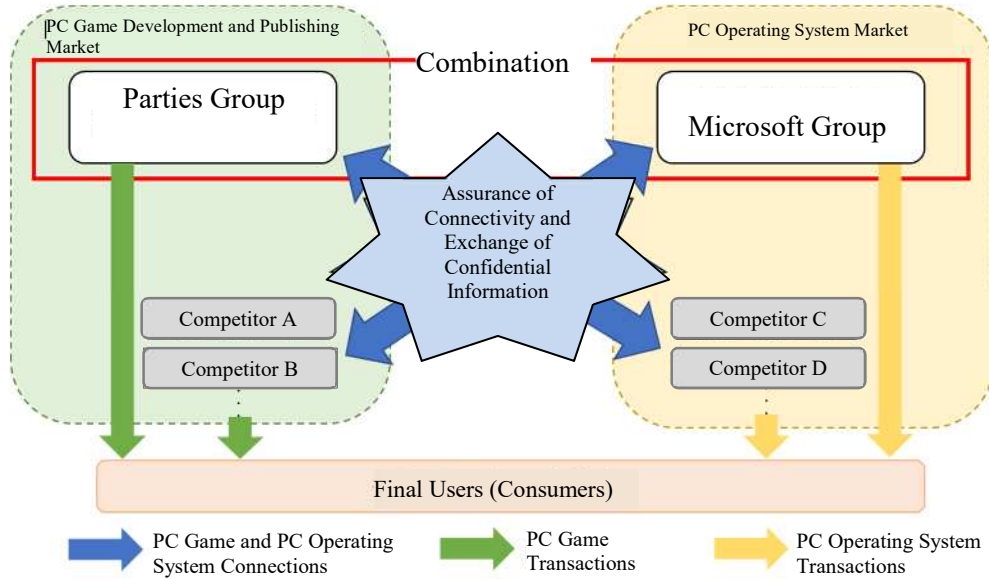 PC Game Development and Publishing
Market
PC Operating System Market
Combination
Parties Group
Microsoft Group
Assurance of
Connectivity and
Exchange of
Confidential
Information
Competitor A
Competitor B
Competitor C
Competitor D
Final Users (Consumers)
PC Game and PC Operating
System Connections
PC Game
Transactions
PC Operating System
Transactions